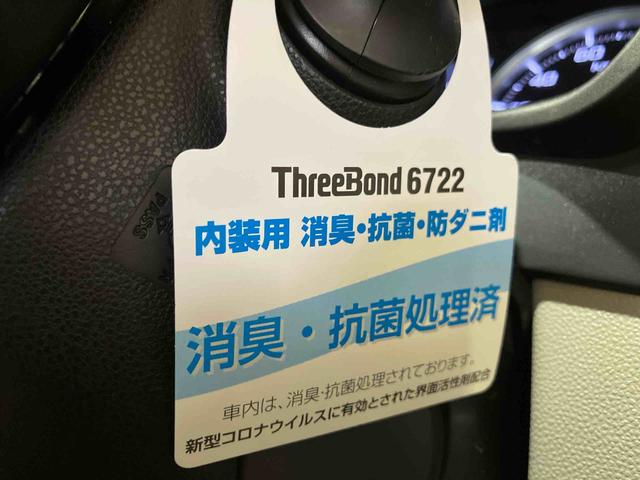 ThreeBond 6722
内装用 消臭・抗菌・防ダニ剤
消臭・抗菌処理済
車内は、消臭・抗菌処理されております。
新型コロナウイルスに有効とされた界面活性剤配合
40
60
PASS